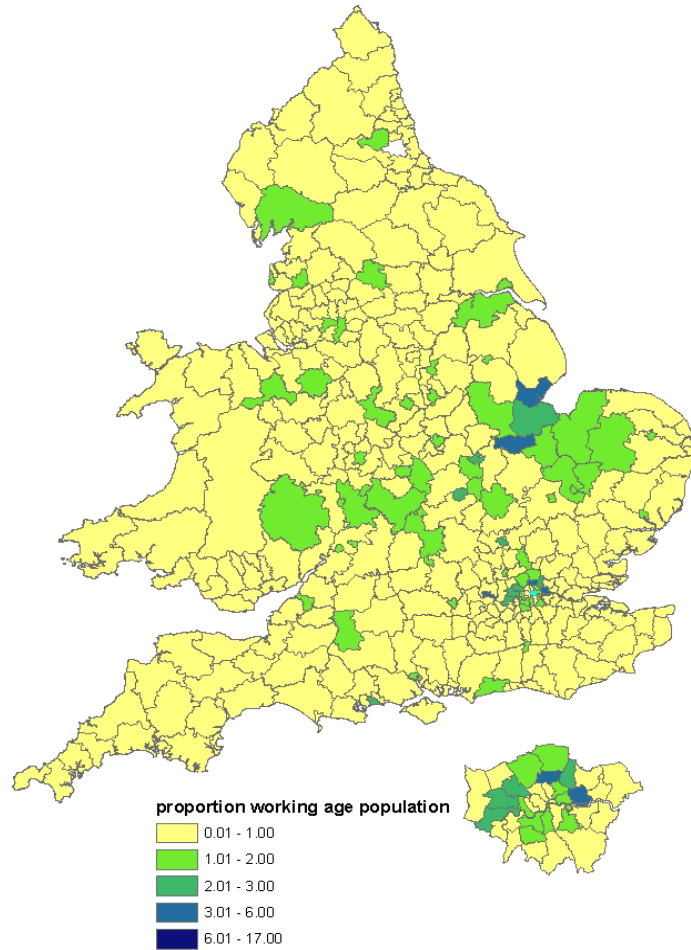 proportion working age population
0.01 - 1.00
1.01 - 2.00
2.01 - 3.00
3.01 - 6.00
6.01 - 17.00